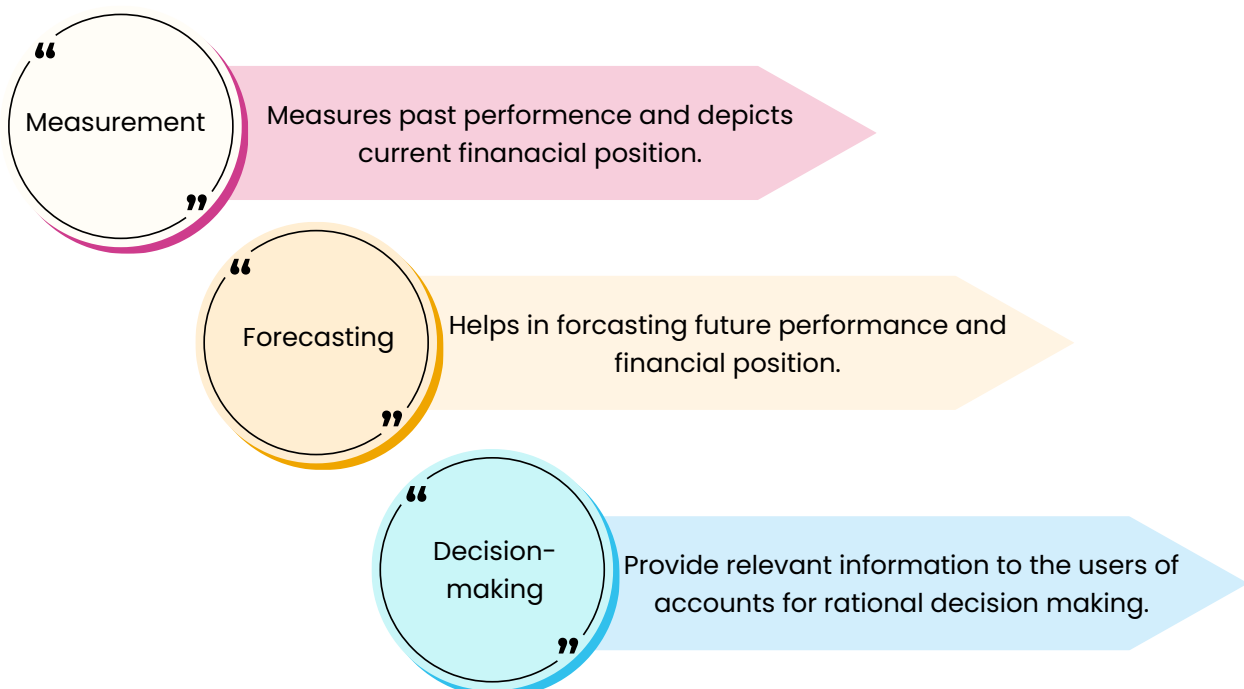 “
Measurement
”
Measures past performence and depicts
current finanacial position.
“
Forecasting
”
Helps in forcasting future performance and
financial position.
“
Decision-
making
”
Provide relevant information to the users of
accounts for rational decision making.